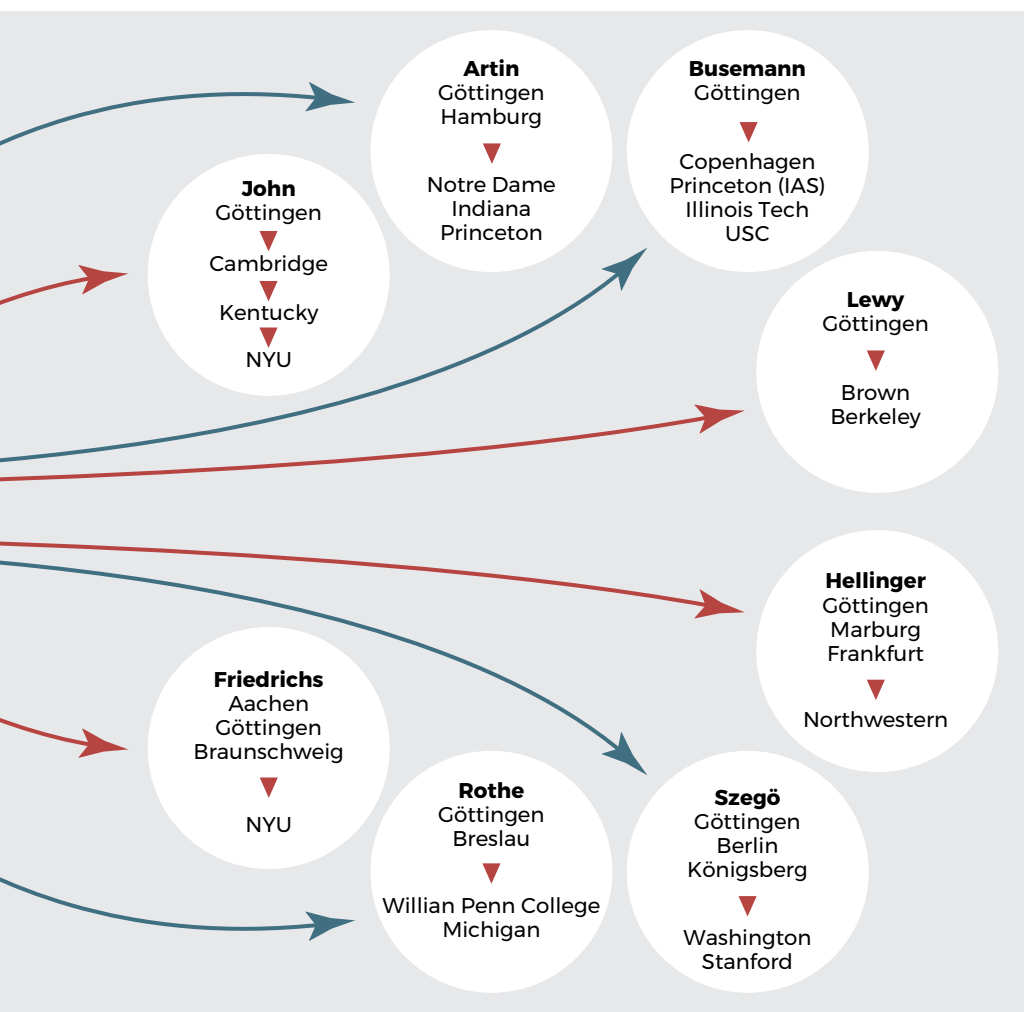 Artin
Göttingen
Hamburg
Notre Dame
Indiana
Princeton
Busemann
Göttingen
Copenhagen
Princeton (IAS)
Illinois Tech
USC
John
Göttingen
Cambridge
Kentucky
NYU
Lewy
Göttingen
Brown
Berkeley
Hellinger
Göttingen
Marburg
Frankfurt
Northwestern
Friedrichs
Aachen
Göttingen
Braunschweig
NYU
Rothe
Göttingen
Breslau
Willian Penn College
Michigan
Szegö
Göttingen
Berlin
Königsberg
Washington
Stanford